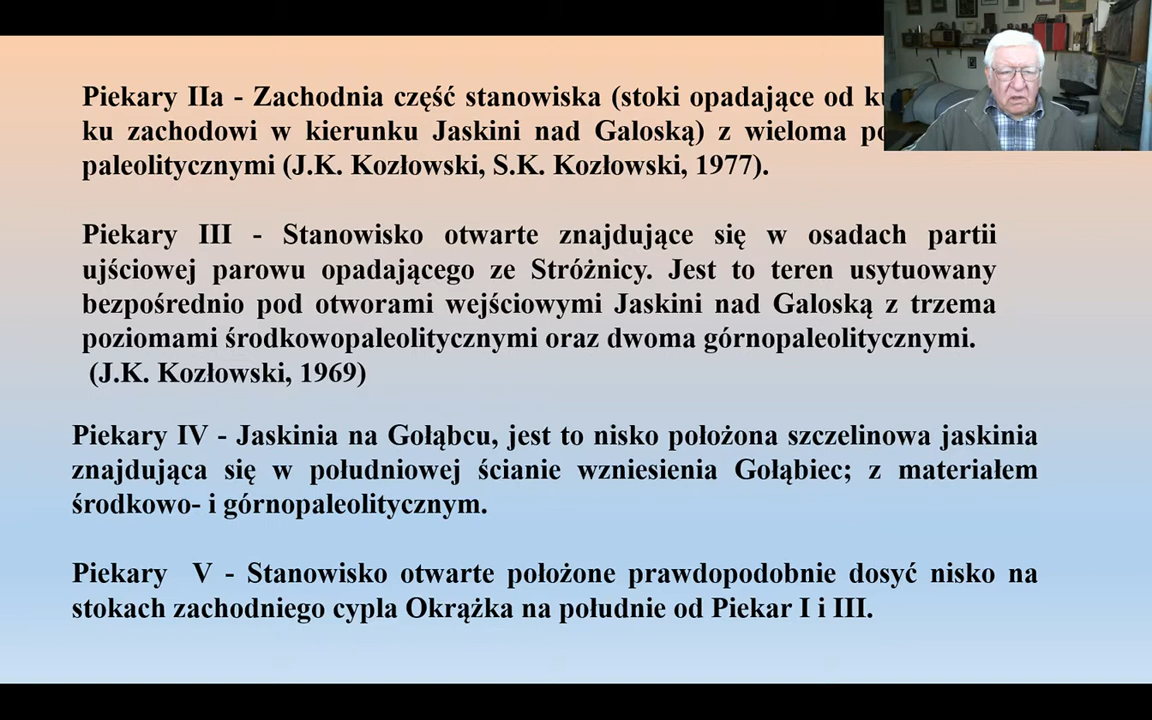 Piekary IIa - Zachodnia część stanowiska (stoki opadające od
ku zachodowi w kierunku Jaskini nad Galoską) z wieloma
paleolitycznymi (J.K. Kozłowski, S.K. Kozłowski, 1977).
Piekary III - Stanowisko otwarte znajdujące się w osadach partii
ujściowej parowu opadającego ze Stróżnicy. Jest to teren usytuowany
bezpośrednio pod otworami wejściowymi Jaskini nad Galoską z trzema
poziomami środkowopaleolitycznymi oraz dwoma górnopaleolitycznymi.
(J.K. Kozłowski, 1969)
Piekary IV - Jaskinia na Gołąbcu, jest to nisko położona szczelinowa jaskinia
znajdująca się w południowej ścianie wzniesienia Gołąbiec; z materiałem
środkowo- i górnopaleolitycznym.
Piekary V - Stanowisko otwarte położone prawdopodobnie dosyć nisko na
stokach zachodniego cypla Okrążka na południe od Piekar I i III.